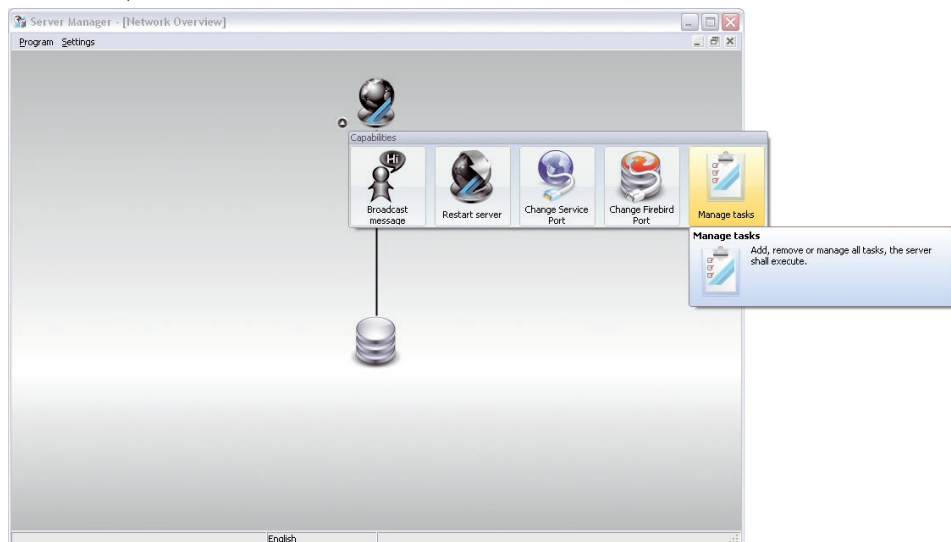 Server Manager - [Network Overview]
Program Settings
Capabilities
Hi
Broadcast message
Restart server
Change Service Port
Change Firebird Port
Manage tasks
Manage tasks
Add, remove or manage all tasks, the server
shall execute.
English